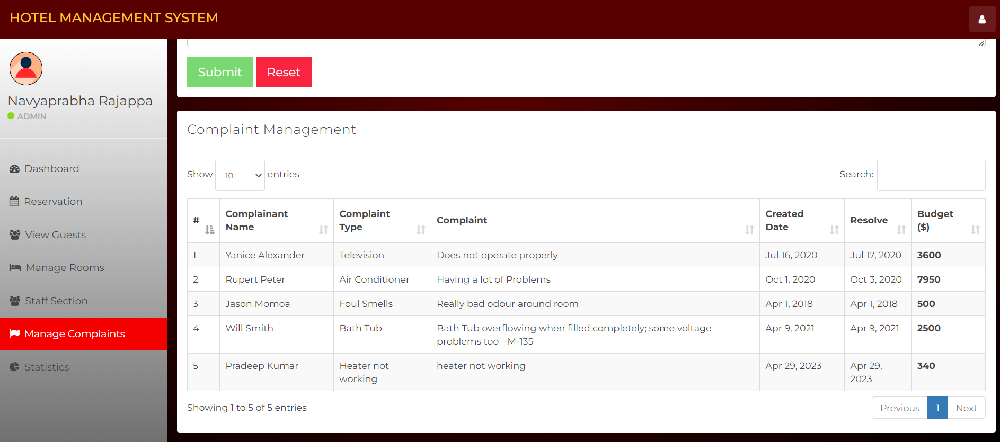 HOTEL MANAGEMENT SYSTEM
Navyaprabha Rajappa
ADMIN
Dashboard
Reservation
View Guests
Manage Rooms
Staff Section
Manage Complaints
Statistics
Submit Reset
Complaint Management
Show 10 entries Search:
# Complainant Name Complaint Type Complaint Created Date Resolve Budget ($)
1 Yanice Alexander Television Does not operate properly Jul 16, 2020 Jul 17, 2020 3600
2 Rupert Peter Air Conditioner Having a lot of Problems Oct 1, 2020 Oct 3, 2020 7950
3 Jason Momoa Foul Smells Really bad odour around room Apr 1, 2018 Apr 1, 2018 500
4 Will Smith Bath Tub Bath Tub overflowing when filled completely; some voltage problems too - M-135 Apr 9, 2021 Apr 9, 2021 2500
5 Pradeep Kumar Heater not working heater not working Apr 29, 2023 Apr 29, 2023 340
Showing 1 to 5 of 5 entries Previous 1 Next